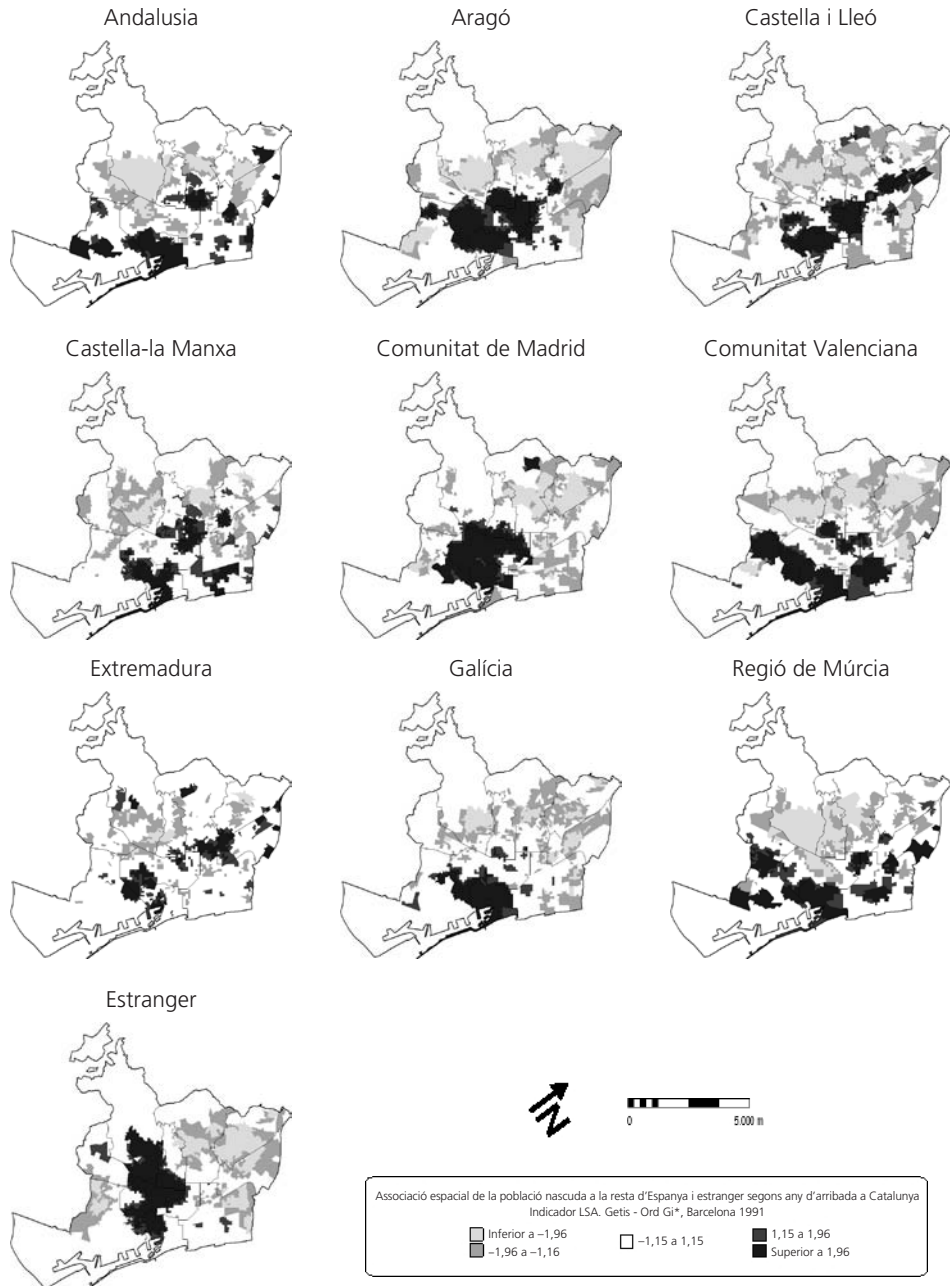 Andalusia
Aragó
Castella i Lleó
Castella-la Manxa
Comunitat de Madrid
Comunitat Valenciana
Extremadura
Galícia
Regió de Múrcia
Estranger
N
0 5.000 m
Associació espacial de la població nascuda a la resta d'Espanya i estranger segons any d'arribada a Catalunya
Indicador LSA. Getis - Ord Gi*, Barcelona 1991
Inferior a –1,96
–1,96 a –1,16
–1,15 a 1,15
1,15 a 1,96
Superior a 1,96